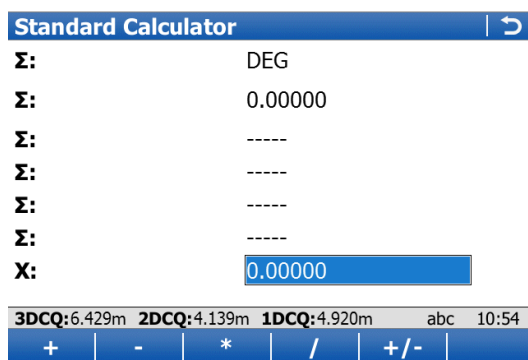 Standard Calculator
Σ: DEG
Σ: 0.00000
Σ: -----
Σ: -----
Σ: -----
Σ: -----
X: 0.00000
3DCQ:6.429m 2DCQ:4.139m 1DCQ:4.920m abc 10:54
+ - * / +/-